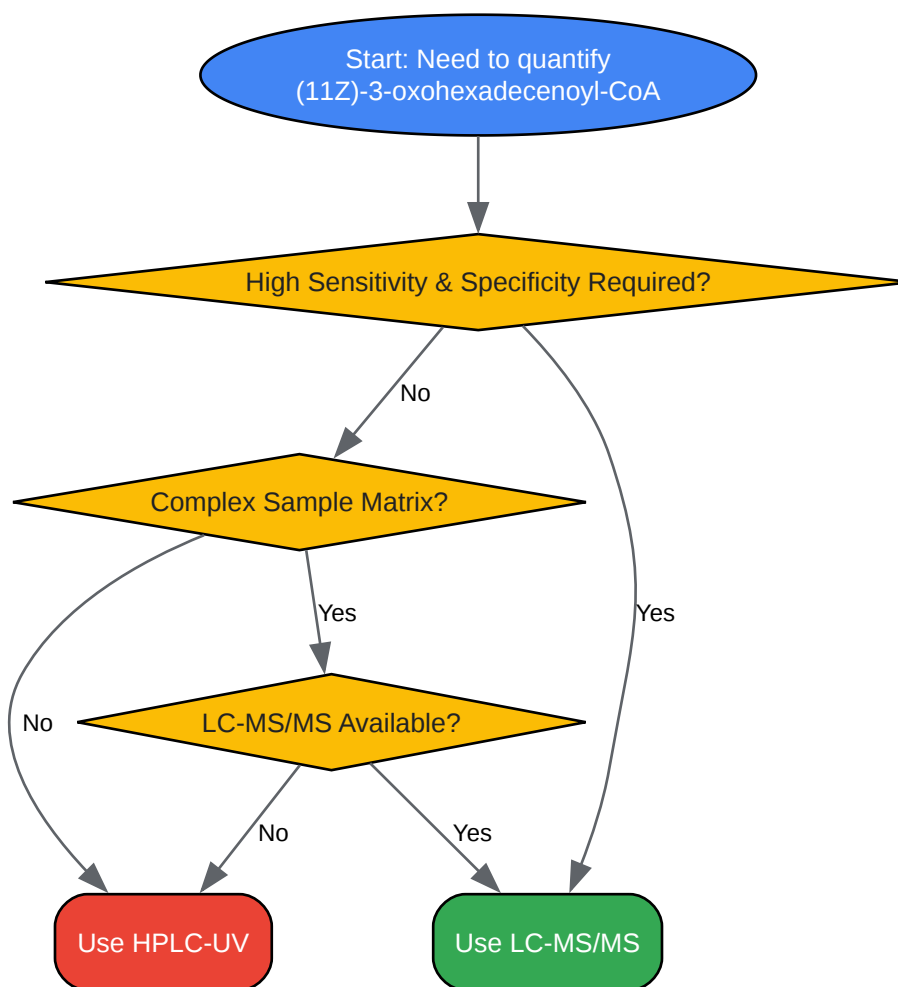 Start: Need to quantify
(11Z)-3-oxohexadecenoyl-CoA
High Sensitivity & Specificity Required?
No
Complex Sample Matrix?
Yes
Yes
LC-MS/MS Available?
No
No
Yes
Use HPLC-UV
Use LC-MS/MS